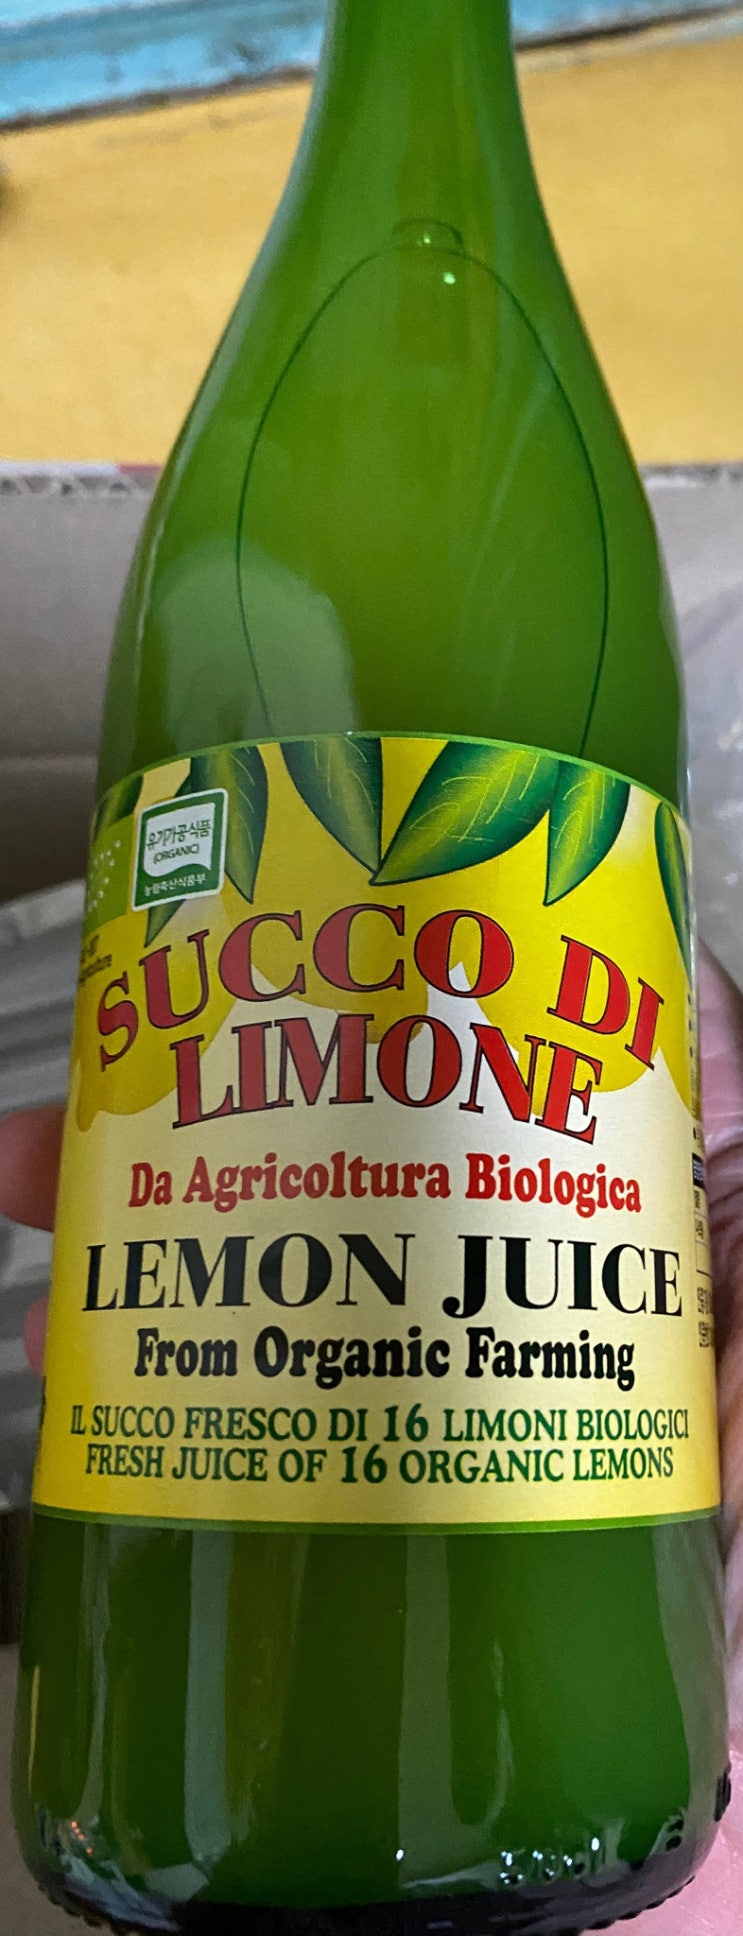 유기가공식품
(ORGANIC)
농림축산식품부
SUCCO DI
LIMONE
Da Agricoltura Biologica
LEMON JUICE
From Organic Farming
IL SUCCO FRESCO DI 16 LIMONI BIOLOGICI
FRESH JUICE OF 16 ORGANIC LEMONS